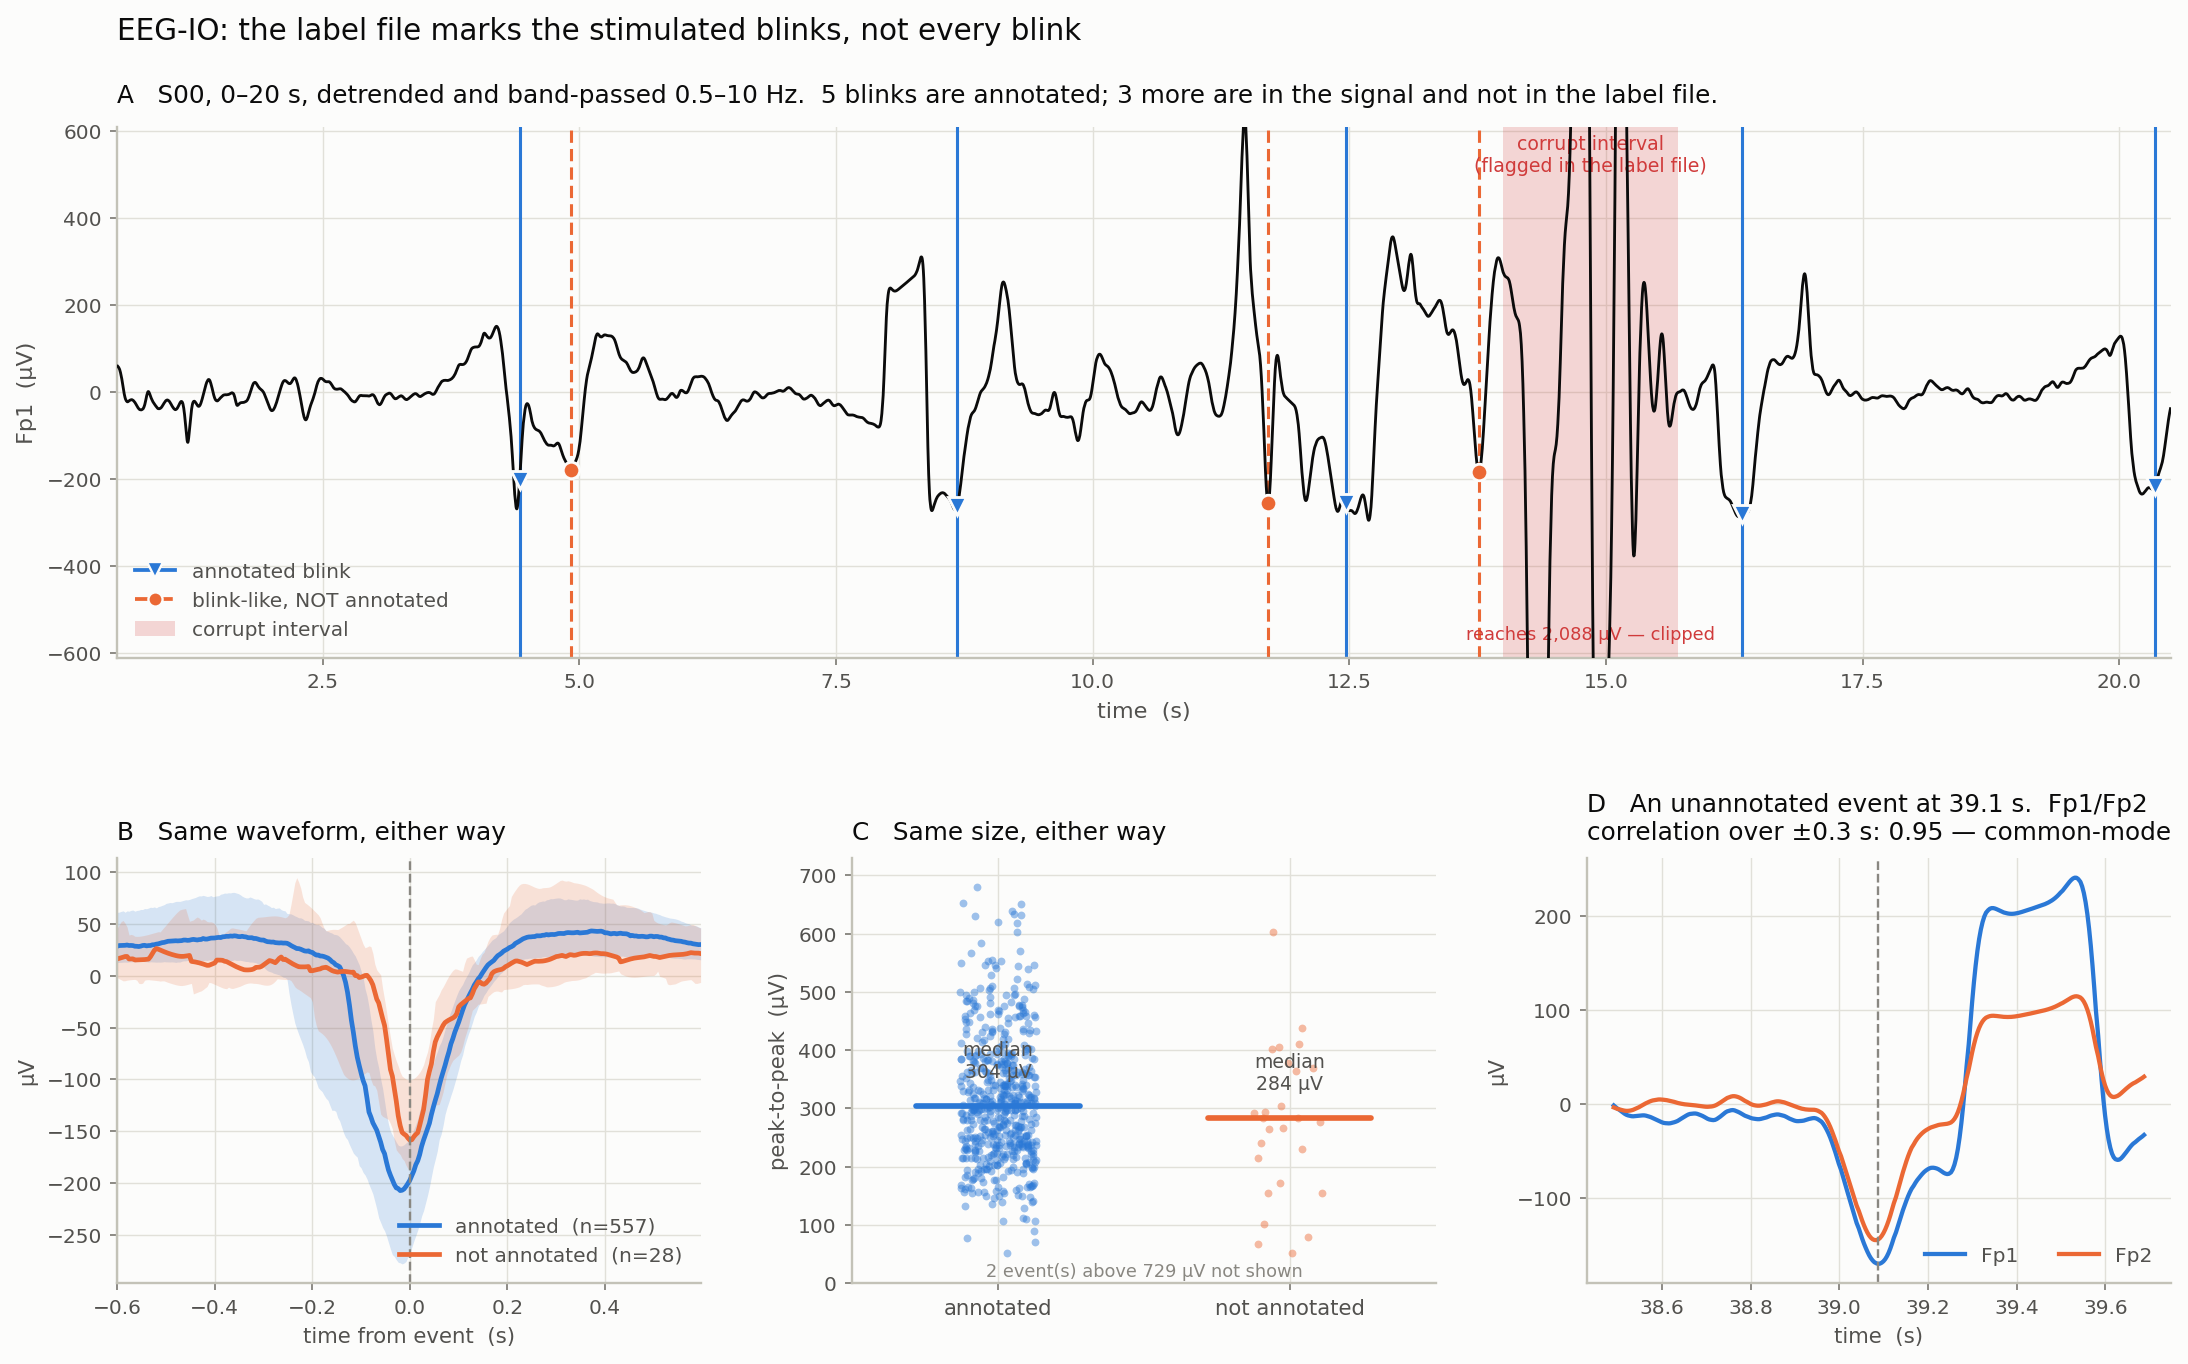 EEG-IO: the label file marks the stimulated blinks, not every blink
A   S00, 0–20 s, detrended and band-passed 0.5–10 Hz.  5 blinks are annotated; 3 more are in the signal and not in the label file.
600
400
200
0
−200
−400
−600
Fp1  (µV)
corrupt interval
(flagged in the label file)
reaches 2,088 µV — clipped
annotated blink
blink-like, NOT annotated
corrupt interval
2.5
5.0
7.5
10.0
12.5
15.0
17.5
20.0
time  (s)
B   Same waveform, either way
100
50
0
−50
−100
−150
−200
−250
µV
annotated  (n=557)
not annotated  (n=28)
−0.6
−0.4
−0.2
0.0
0.2
0.4
time from event  (s)
C   Same size, either way
700
600
500
400
300
200
100
0
peak-to-peak  (µV)
median
304 µV
median
284 µV
2 event(s) above 729 µV not shown
annotated
not annotated
D   An unannotated event at 39.1 s.  Fp1/Fp2
correlation over ±0.3 s: 0.95 — common-mode
200
100
0
−100
µV
Fp1
Fp2
38.6
38.8
39.0
39.2
39.4
39.6
time  (s)